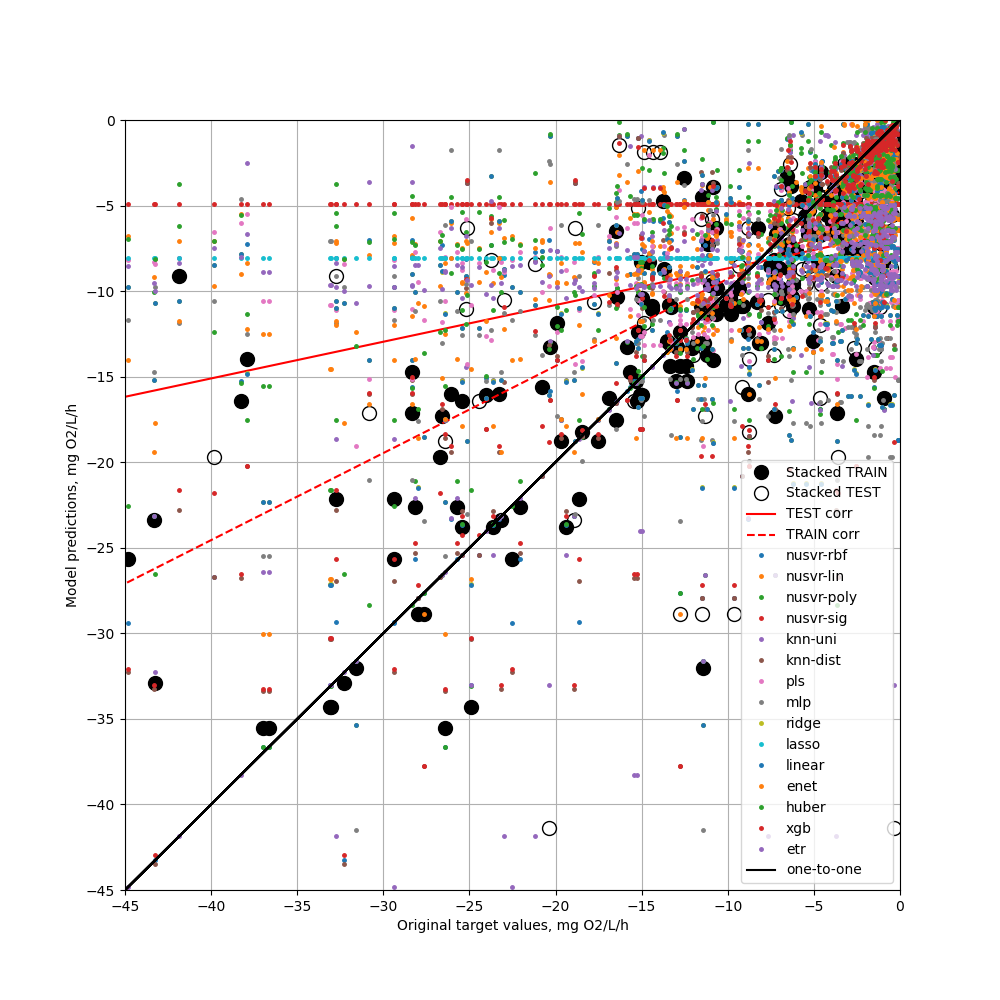 0
−5
−10
−15
−20
−25
−30
−35
−40
−45
−45
−40
−35
−30
−25
−20
−15
−10
−5
0
Model predictions, mg O2/L/h
Original target values, mg O2/L/h
Stacked TRAIN
Stacked TEST
TEST corr
TRAIN corr
nusvr-rbf
nusvr-lin
nusvr-poly
nusvr-sig
knn-uni
knn-dist
pls
mlp
ridge
lasso
linear
enet
huber
xgb
etr
one-to-one